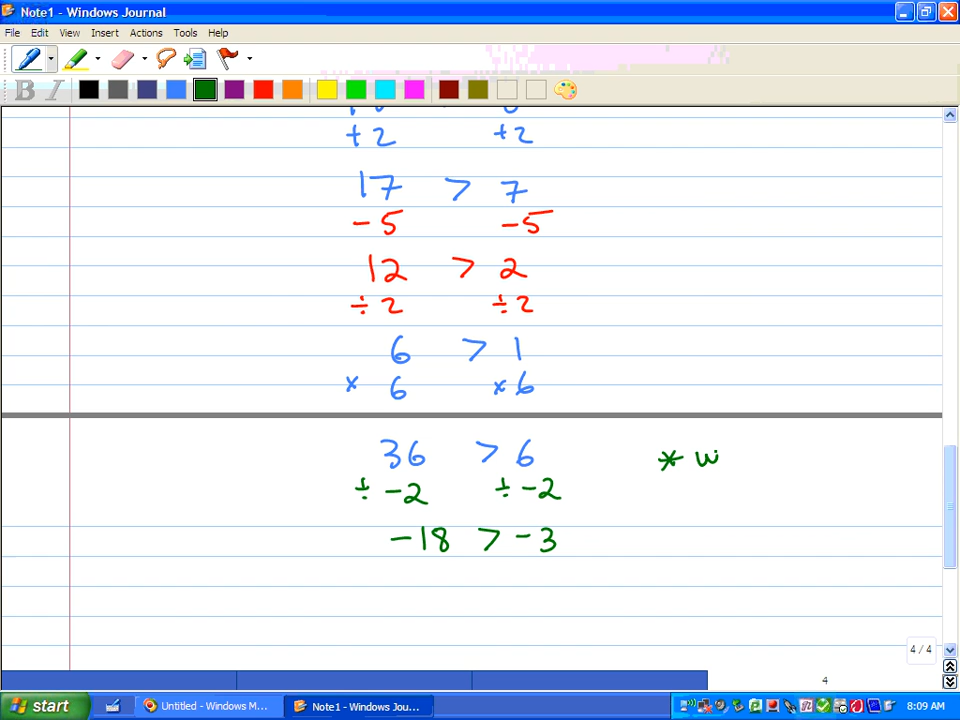 Note1 - Windows Journal
File Edit View Insert Actions Tools Help
B I
+2 +2
17 > 7
-5 -5
12 > 2
÷2 ÷2
6 > 1
× 6 ×6
36 > 6 * w
÷ -2 ÷ -2
-18 > -3
4 / 4
4
start Untitled - Windows M... Note1 - Windows Jou... 8:09 AM